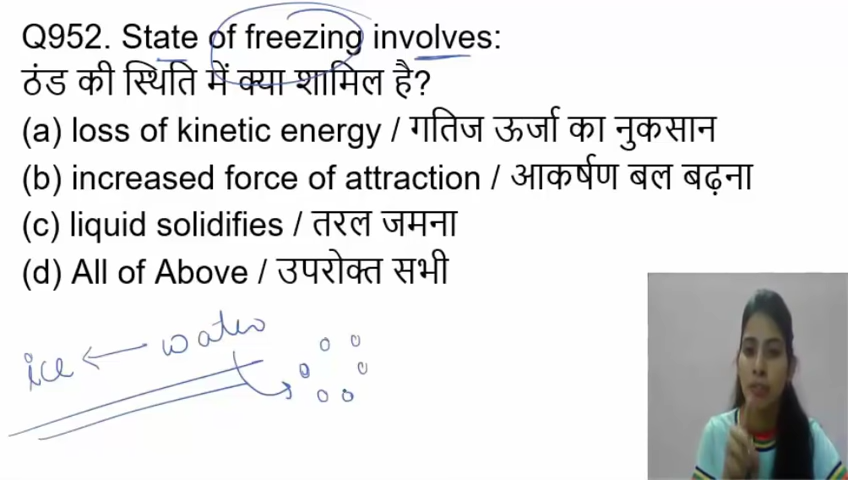 Q952. State of freezing involves:
ठंड की स्थिति में क्या शामिल है?
(a) loss of kinetic energy / गतिज ऊर्जा का नुकसान
(b) increased force of attraction / आकर्षण बल बढ़ना
(c) liquid solidifies / तरल जमना
(d) All of Above / उपरोक्त सभी
ice ← water